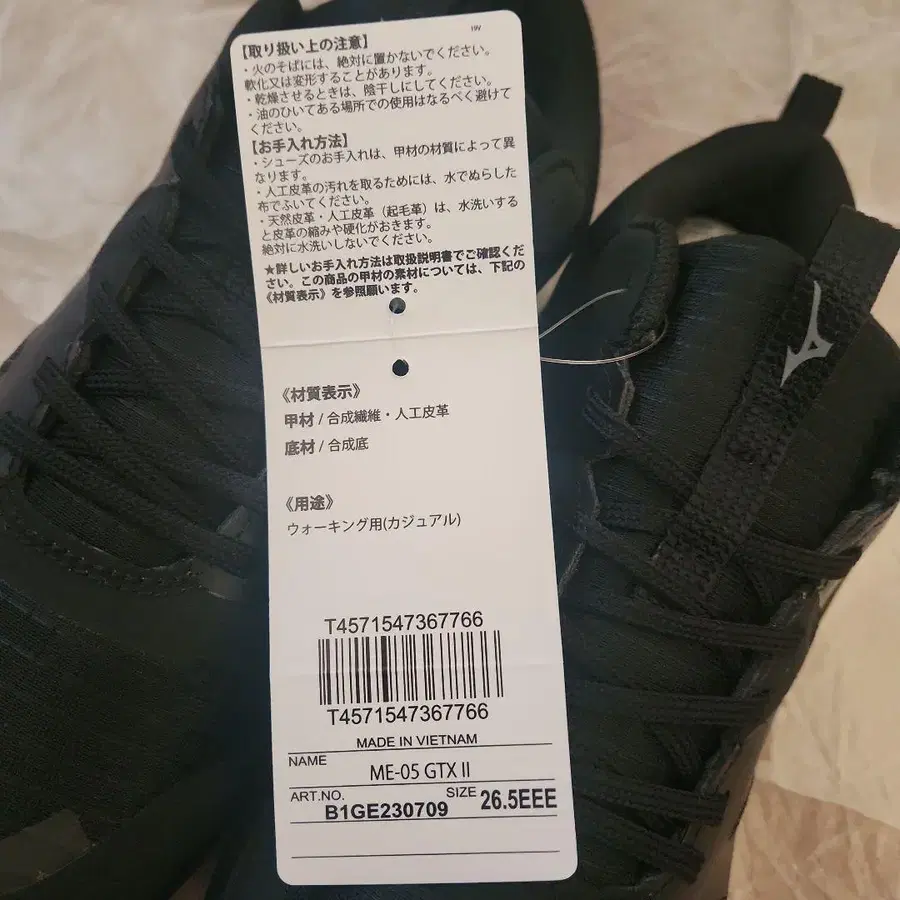 19V
【取り扱い上の注意】
・火のそばには、絶対に置かないでください。
軟化又は変形することがあります。
・乾燥させるときは、陰干しにしてください。
・油のひいてある場所での使用はなるべく避けて
ください。
【お手入れ方法】
・シューズのお手入れは、甲材の材質によって異
なります。
・人工皮革の汚れを取るためには、水でぬらした
布でふいてください。
・天然皮革・人工皮革（起毛革）は、水洗いする
と皮革の縮みや硬化がおきます。
絶対に水洗いしないでください。
★詳しいお手入れ方法は取扱説明書でご確認くだ
さい。この商品の甲材の素材については、下記の
《材質表示》を参照願います。
《材質表示》
甲材 / 合成繊維・人工皮革
底材 / 合成底
《用途》
ウォーキング用(カジュアル)
T4571547367766
T4571547367766
MADE IN VIETNAM
NAME ME-05 GTX II
ART.NO. B1GE230709 SIZE 26.5EEE